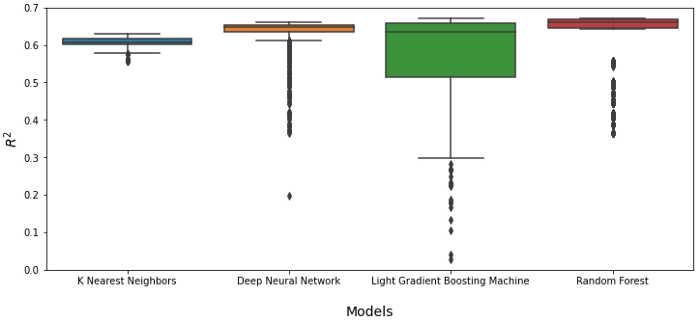 0.7
0.6
0.5
0.4
0.3
0.2
0.1
0.0
R²
K Nearest Neighbors
Deep Neural Network
Light Gradient Boosting Machine
Random Forest
Models